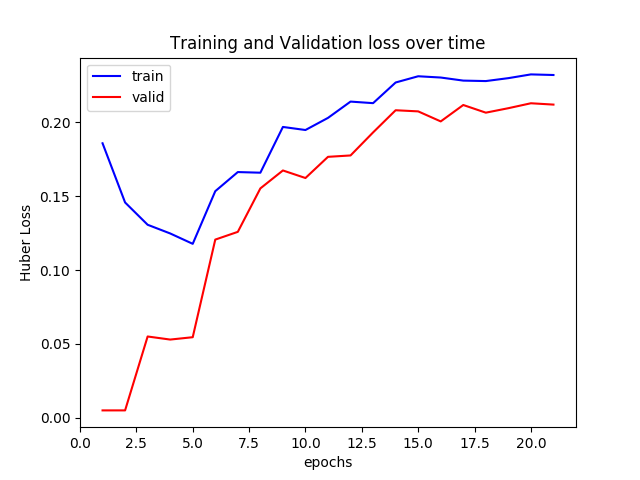 Training and Validation loss over time
train
valid
Huber Loss
0.20
0.15
0.10
0.05
0.00
0.0 2.5 5.0 7.5 10.0 12.5 15.0 17.5 20.0
epochs